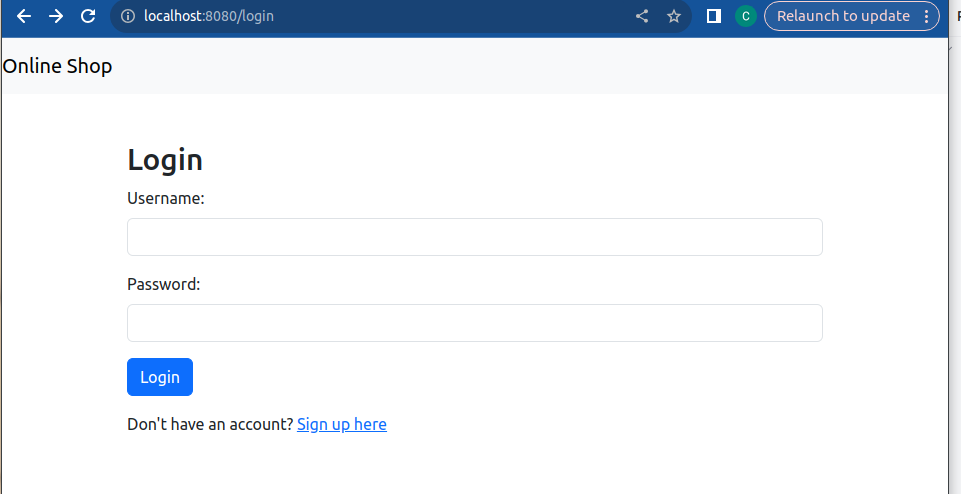 localhost:8080/login
C
Relaunch to update
Online Shop
Login
Username:
Password:
Login
Don't have an account? Sign up here